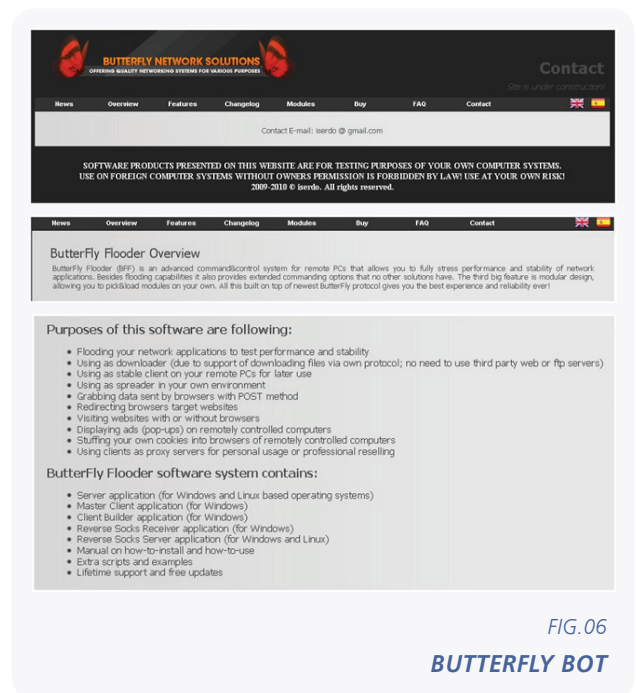 BUTTERFLY NETWORK SOLUTIONS
OFFERING QUALITY NETWORKING SYSTEMS FOR VARIOUS PURPOSES
Contact
Site is under construction!
News Overview Features Changelog Modules Buy FAQ Contact
Contact E-mail: iserdo @ gmail.com
SOFTWARE PRODUCTS PRESENTED ON THIS WEBSITE ARE FOR TESTING PURPOSES OF YOUR OWN COMPUTER SYSTEMS.
USE ON FOREIGN COMPUTER SYSTEMS WITHOUT OWNERS PERMISSION IS FORBIDDEN BY LAW! USE AT YOUR OWN RISK!
2009-2010 © iserdo. All rights reserved.
News Overview Features Changelog Modules Buy FAQ Contact
ButterFly Flooder Overview
ButterFly Flooder (BFF) is an advanced command&control system for remote PCs that allows you to fully stress performance and stability of network
applications. Besides flooding capabilities it also provides extended commanding options that no other solutions have. The third big feature is modular design,
allowing you to pick&load modules on your own. All this built on top of newest ButterFly protocol gives you the best experience and reliability ever!
Purposes of this software are following:
• Flooding your network applications to test performance and stability
• Using as downloader (due to support of downloading files via own protocol; no need to use third party web or ftp servers)
• Using as stable client on your remote PCs for later use
• Using as spreader in your own environment
• Grabbing data sent by browsers with POST method
• Redirecting browsers target websites
• Visiting websites with or without browsers
• Displaying ads (pop-ups) on remotely controlled computers
• Stuffing your own cookies into browsers of remotely controlled computers
• Using clients as proxy servers for personal usage or professional reselling
ButterFly Flooder software system contains:
• Server application (for Windows and Linux based operating systems)
• Master Client application (for Windows)
• Client Builder application (for Windows)
• Reverse Socks Receiver application (for Windows)
• Reverse Socks Server application (for Windows and Linux)
• Manual on how-to-install and how-to-use
• Extra scripts and examples
• Lifetime support and free updates
FIG.06
BUTTERFLY BOT